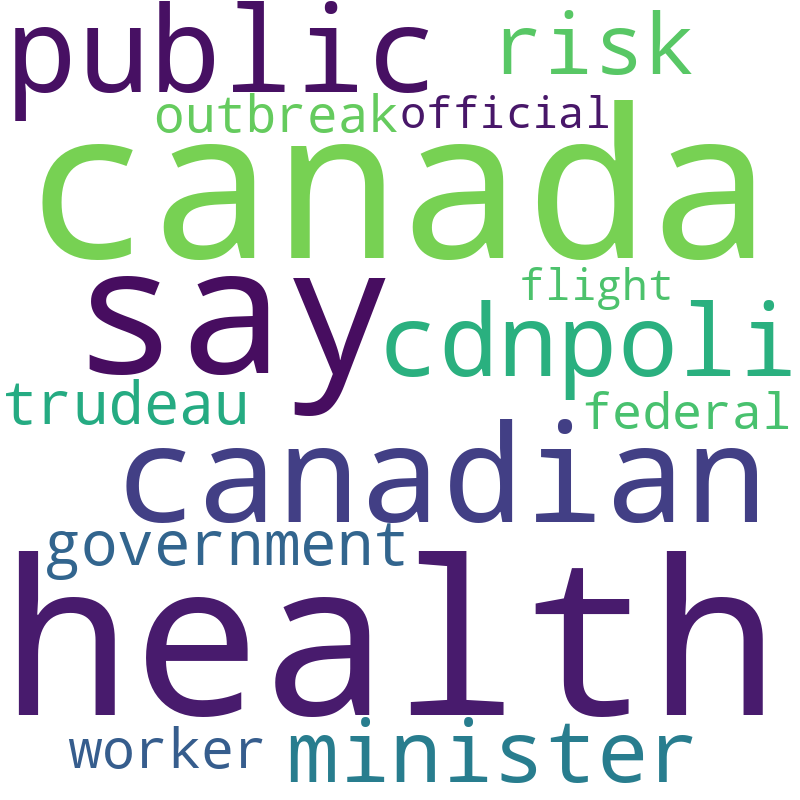 public risk
outbreak official
canada
say flight
cdnpoli
trudeau federal
canadian
government
health
worker minister